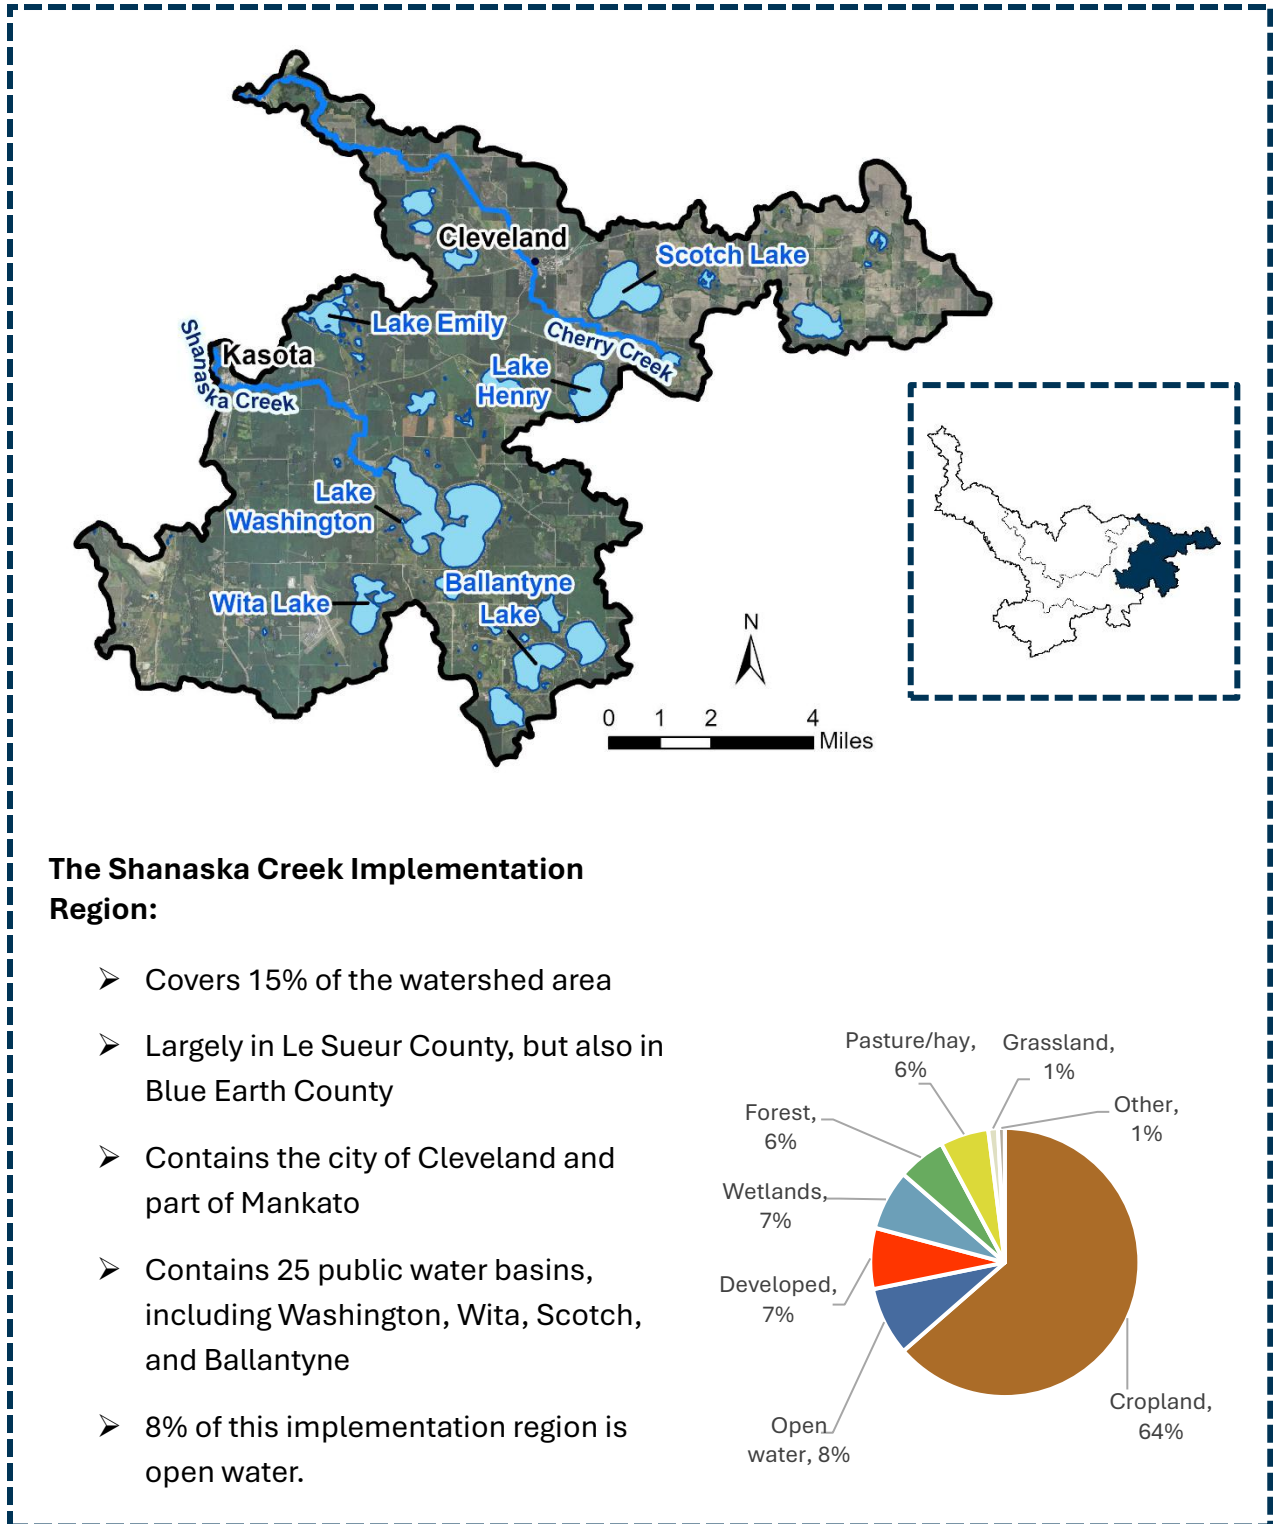 Cleveland
Scotch Lake
Lake Emily
Cherry Creek
Shanaska Creek
Kasota
Lake
Henry
Lake
Washington
Ballantyne
Lake
Wita Lake
N
0 1 2 4
Miles
The Shanaska Creek Implementation
Region:
➢ Covers 15% of the watershed area
➢ Largely in Le Sueur County, but also in
Blue Earth County
➢ Contains the city of Cleveland and
part of Mankato
➢ Contains 25 public water basins,
including Washington, Wita, Scotch,
and Ballantyne
➢ 8% of this implementation region is
open water.
Pasture/hay,
6%
Grassland,
1%
Other,
1%
Forest,
6%
Wetlands,
7%
Developed,
7%
Open
water, 8%
Cropland,
64%